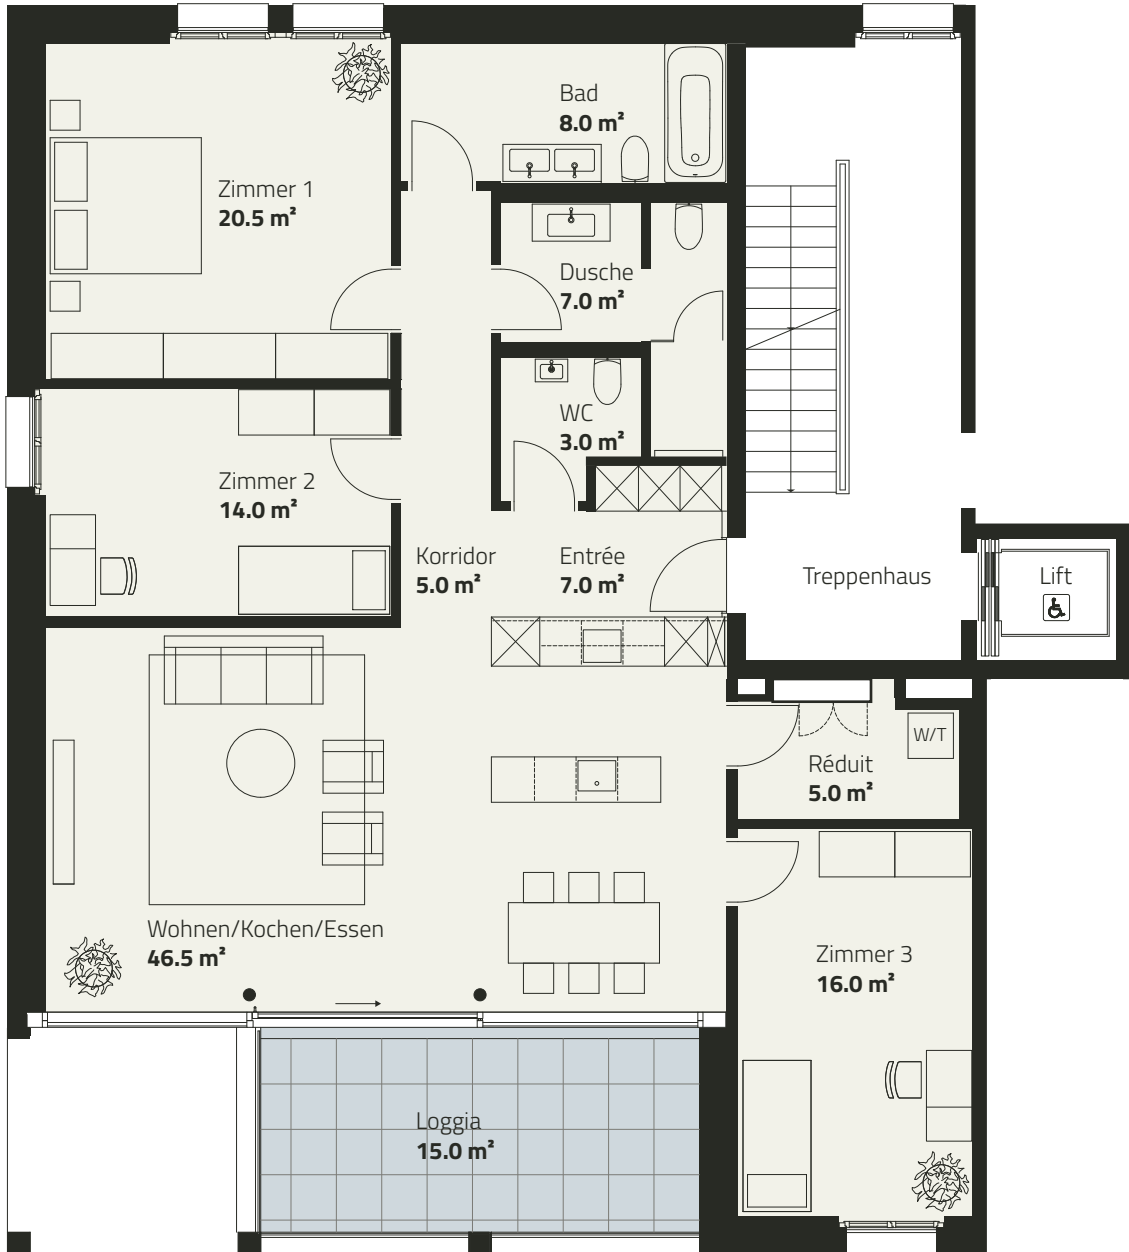 Bad
8.0 m²
Zimmer 1
20.5 m²
Dusche
7.0 m²
WC
3.0 m²
Zimmer 2
14.0 m²
Korridor
5.0 m²
Entrée
7.0 m²
Treppenhaus
Lift
W/T
Réduit
5.0 m²
Wohnen/Kochen/Essen
46.5 m²
Zimmer 3
16.0 m²
Loggia
15.0 m²